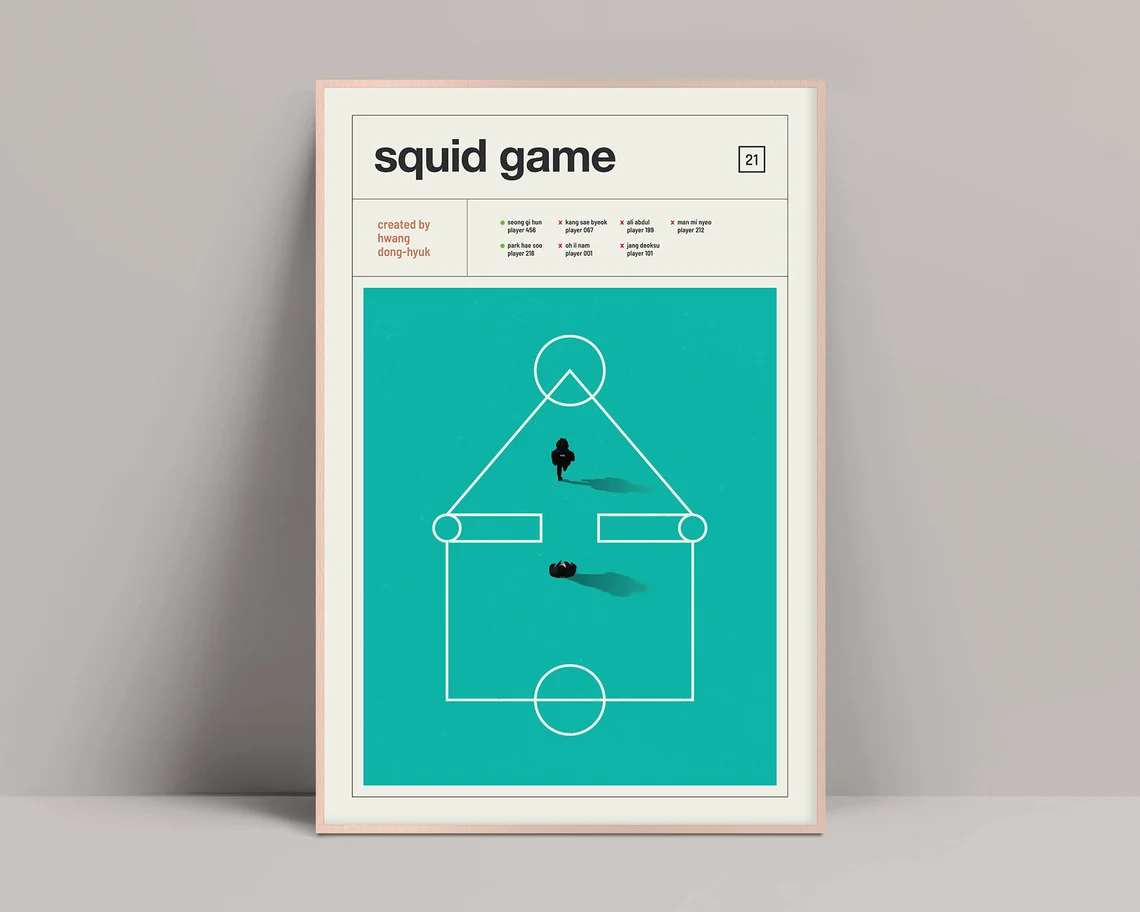 squid game
21
created by
hwang
dong-hyuk
● seong gi hun
player 456
x kang sae byeok
player 067
x ali abdul
player 199
x man mi nyeo
player 212
● park hae soo
player 218
x oh il nam
player 001
x jang deoksu
player 101